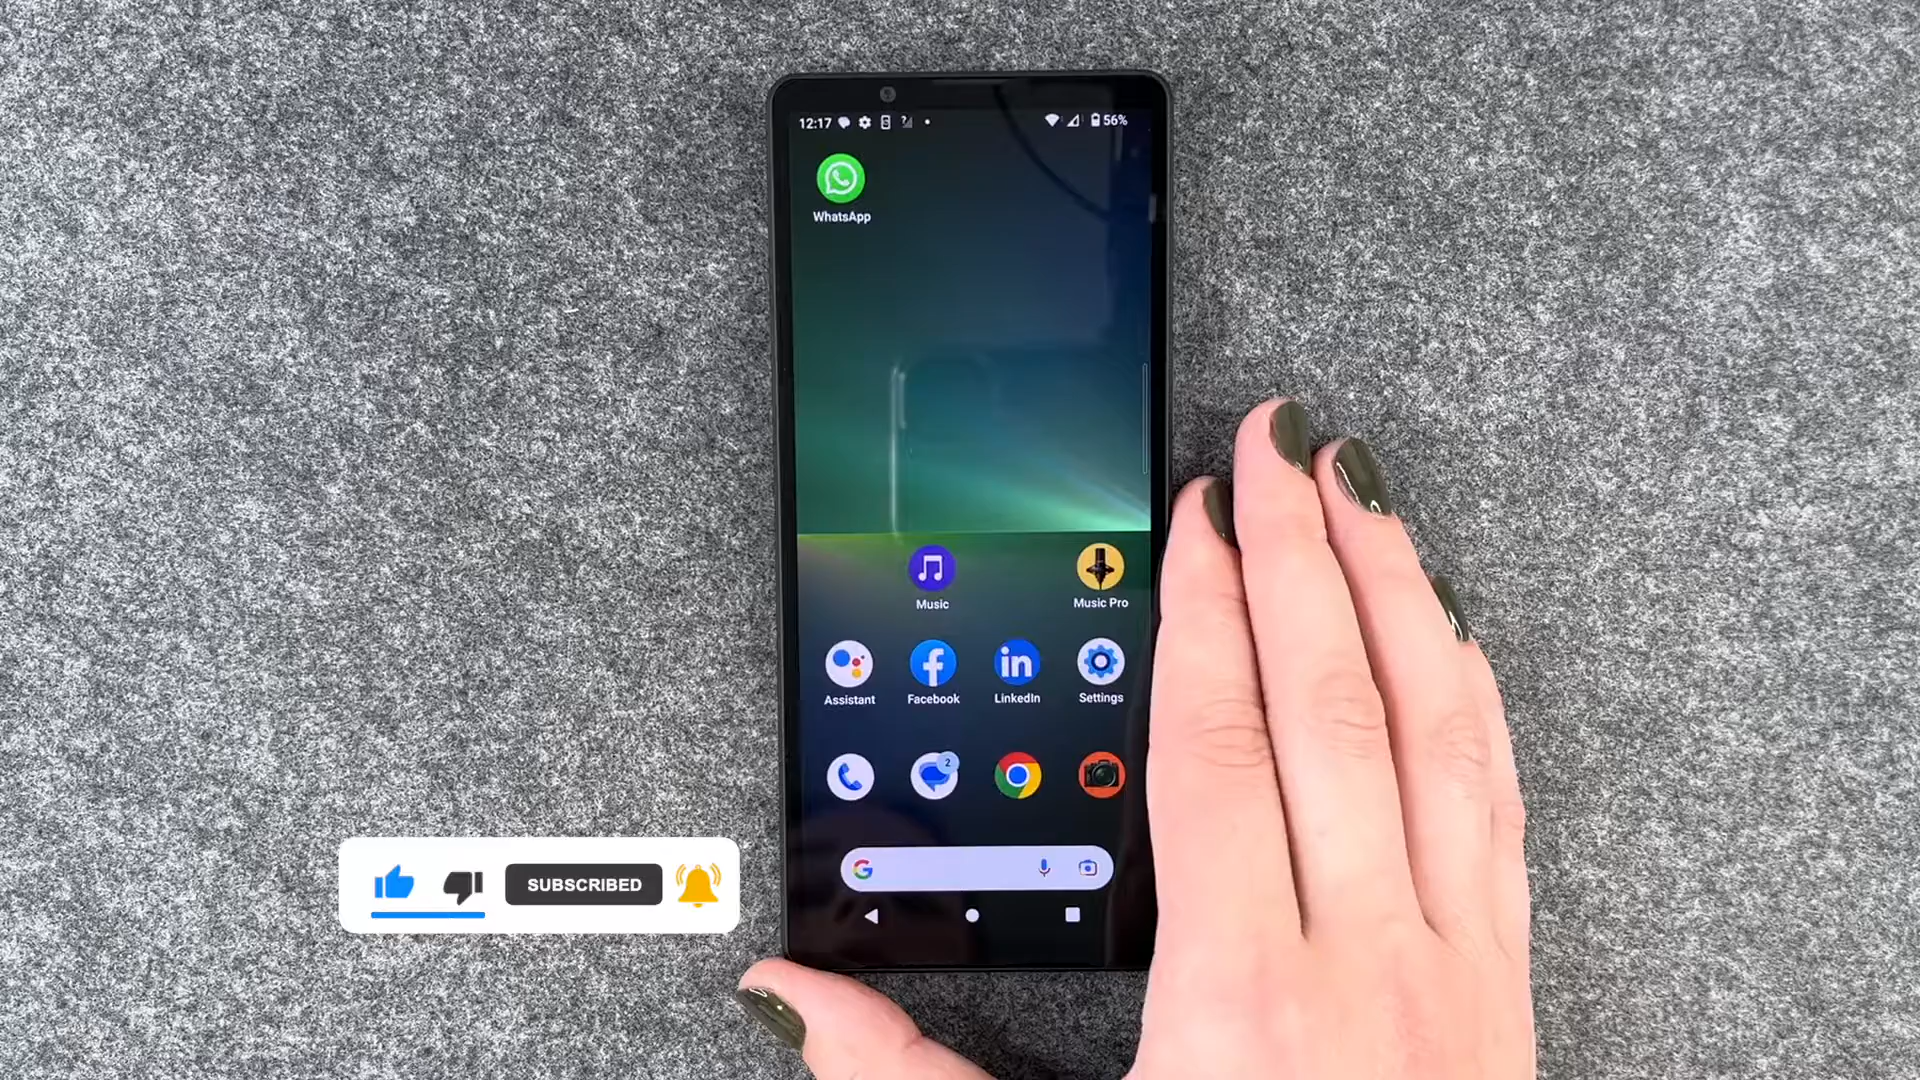 12:17
56%
WhatsApp
Music
Music Pro
Assistant
Facebook
LinkedIn
Settings
2
SUBSCRIBED